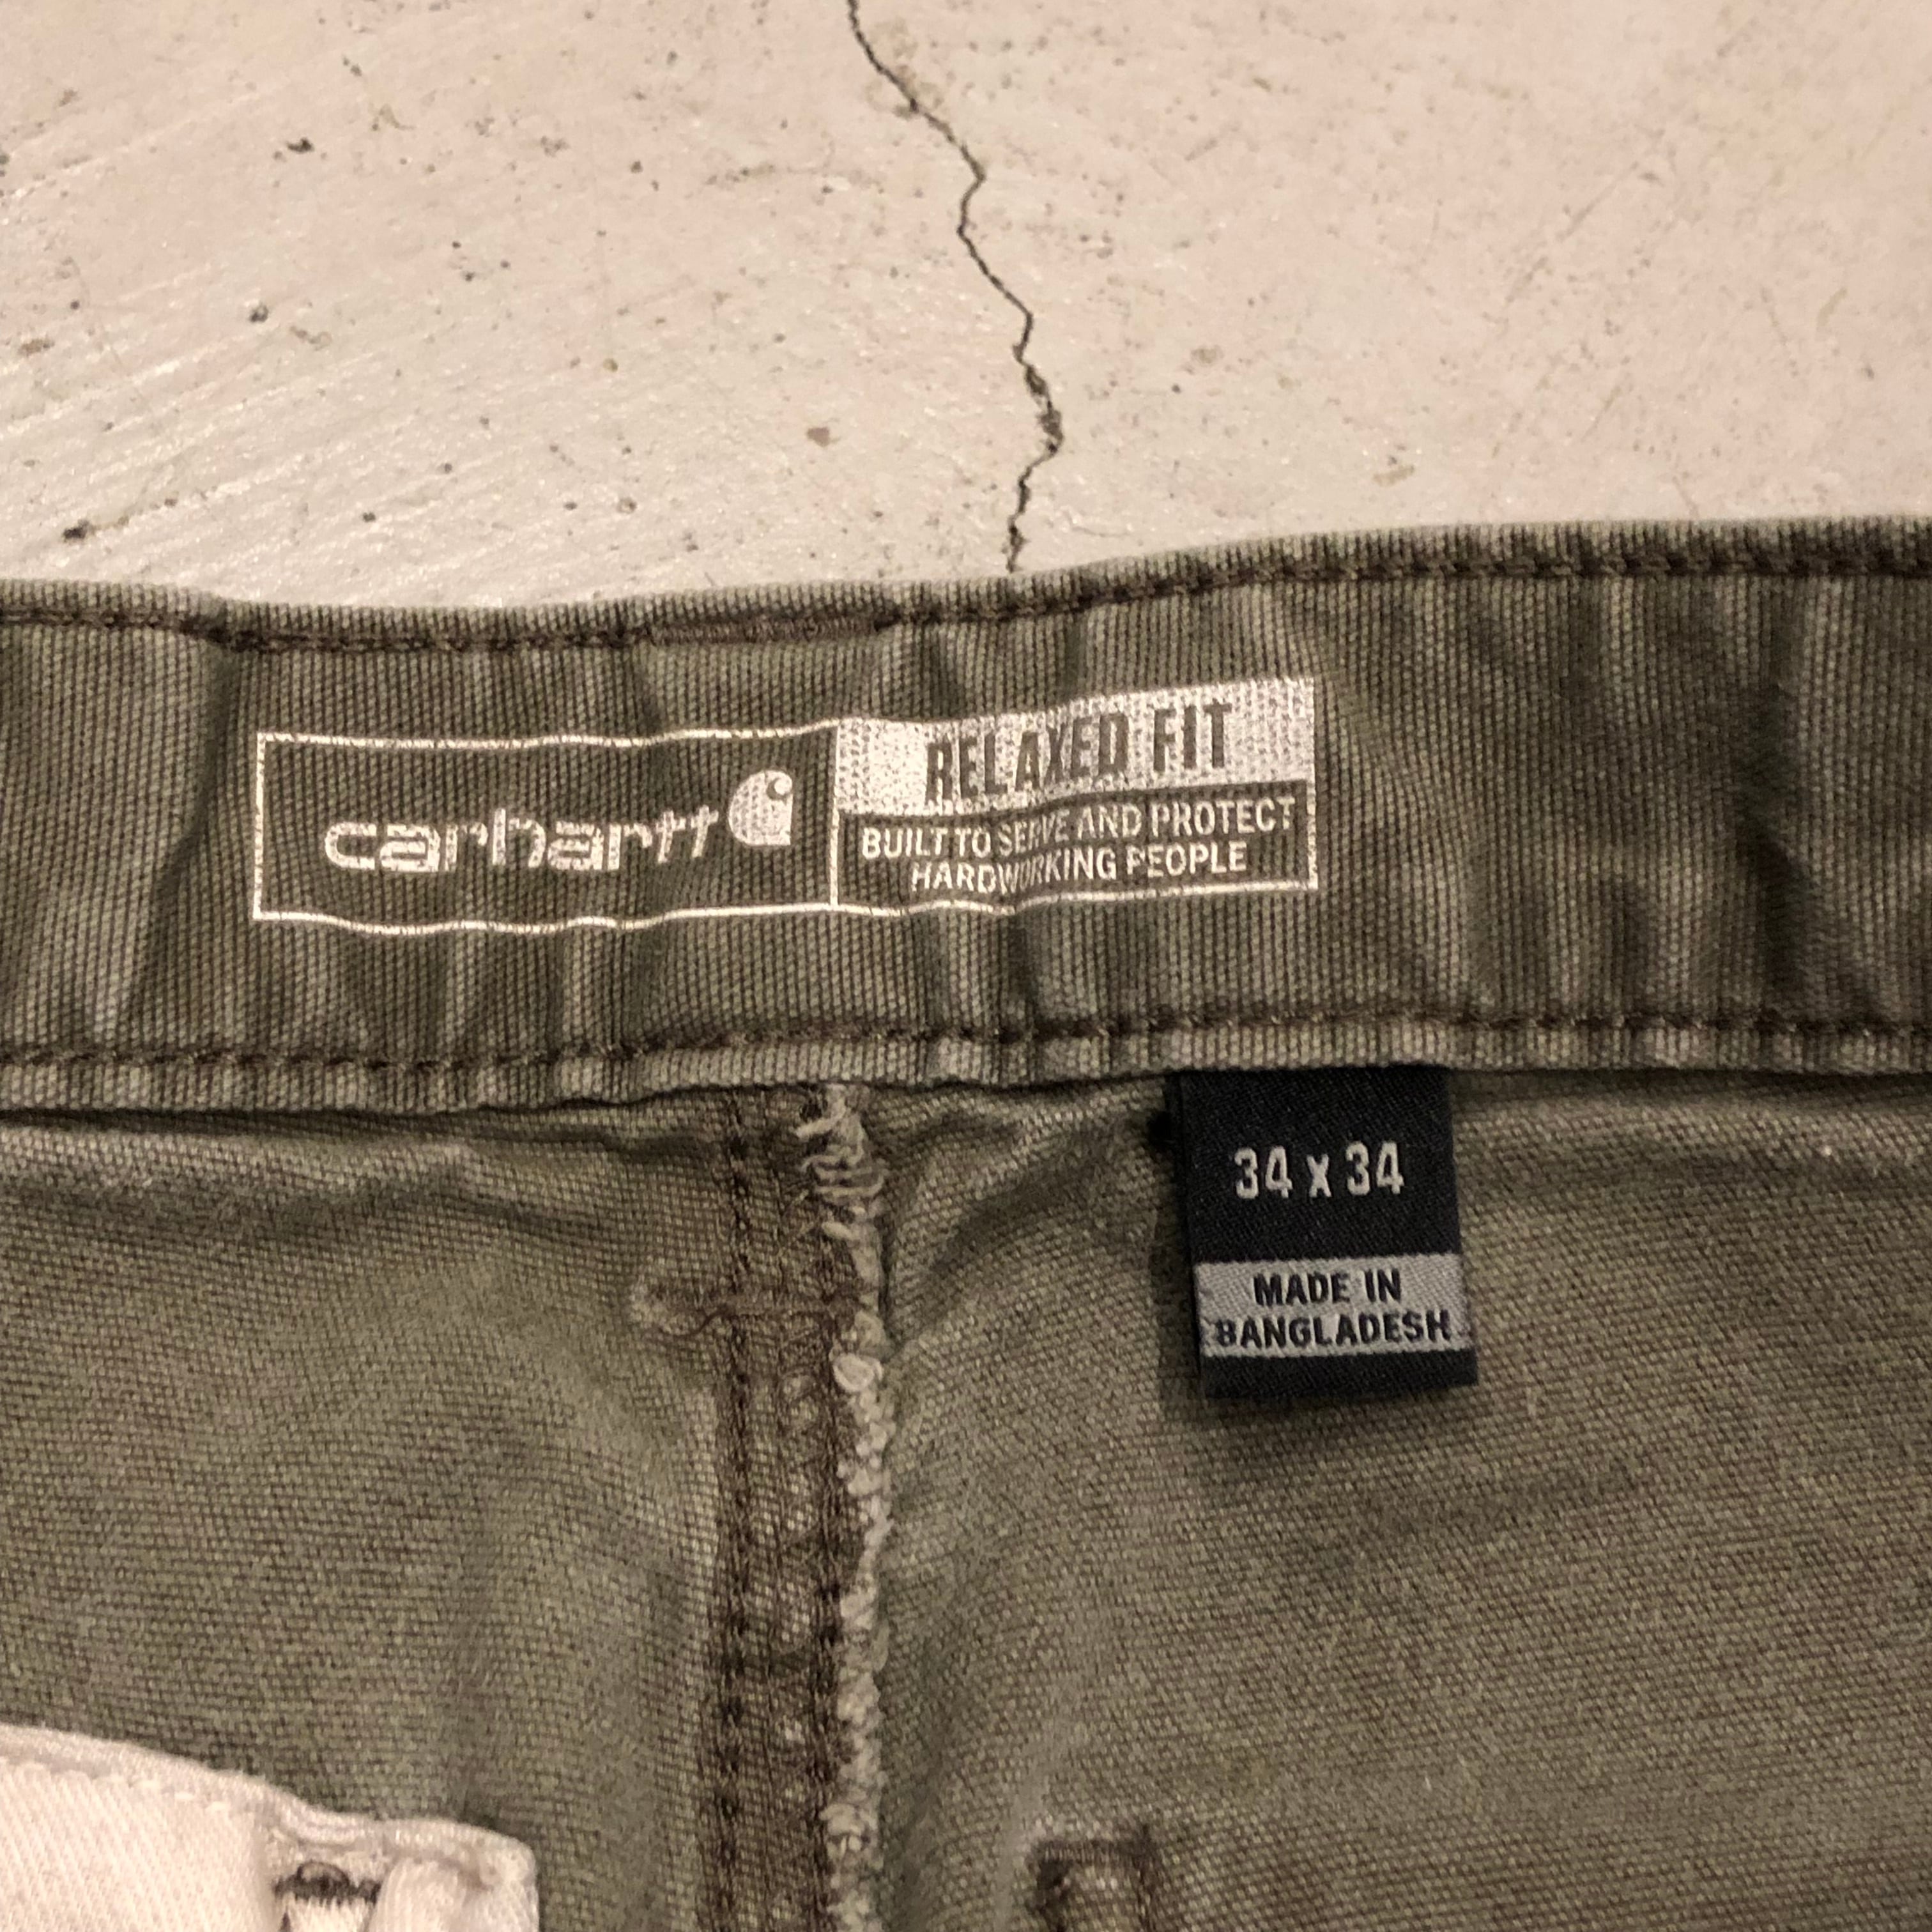 carhartt
RELAXED FIT
BUILT TO SERVE AND PROTECT
HARDWORKING PEOPLE
34 x 34
MADE IN
BANGLADESH